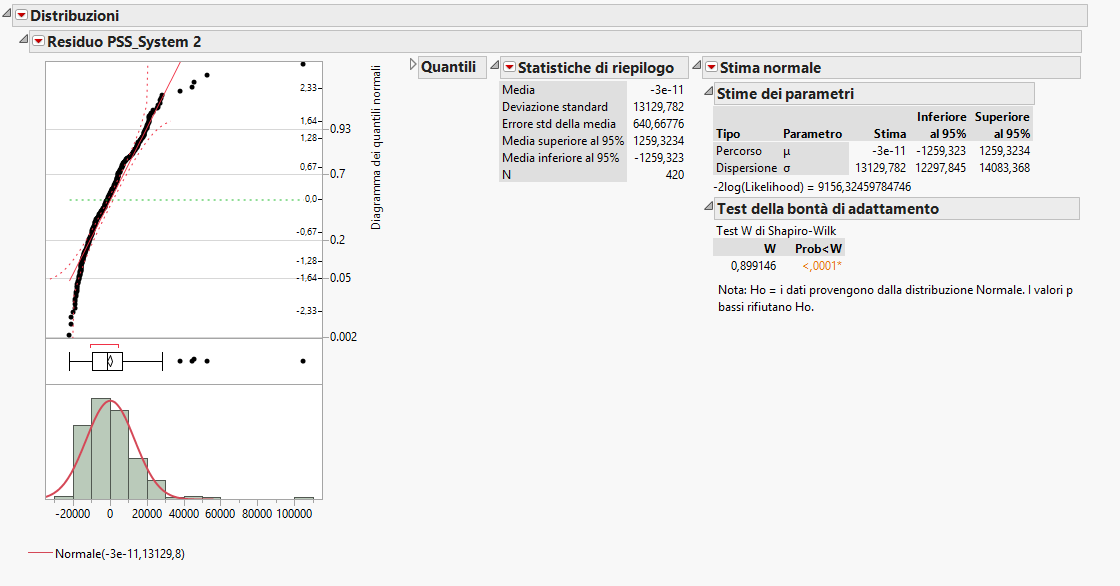 Distribuzioni
Residuo PSS_System 2
2,33
1,64
1,28
0,67
0,0
-0,67
-1,28
-1,64
-2,33
0.93
0.7
0.2
0.05
0.002
Diagramma dei quantili normali
-20000 0 20000 40000 60000 80000 100000
Normale(-3e-11,13129,8)
Quantili
Statistiche di riepilogo
Media -3e-11
Deviazione standard 13129,782
Errore std della media 640,66776
Media superiore al 95% 1259,3234
Media inferiore al 95% -1259,323
N 420
Stima normale
Stime dei parametri
Inferiore Superiore
Tipo Parametro Stima al 95% al 95%
Percorso μ -3e-11 -1259,323 1259,3234
Dispersione σ 13129,782 12297,845 14083,368
-2log(Likelihood) = 9156,32459784746
Test della bontà di adattamento
Test W di Shapiro-Wilk
W Prob<W
0,899146 <,0001*
Nota: Ho = i dati provengono dalla distribuzione Normale. I valori p
bassi rifiutano Ho.